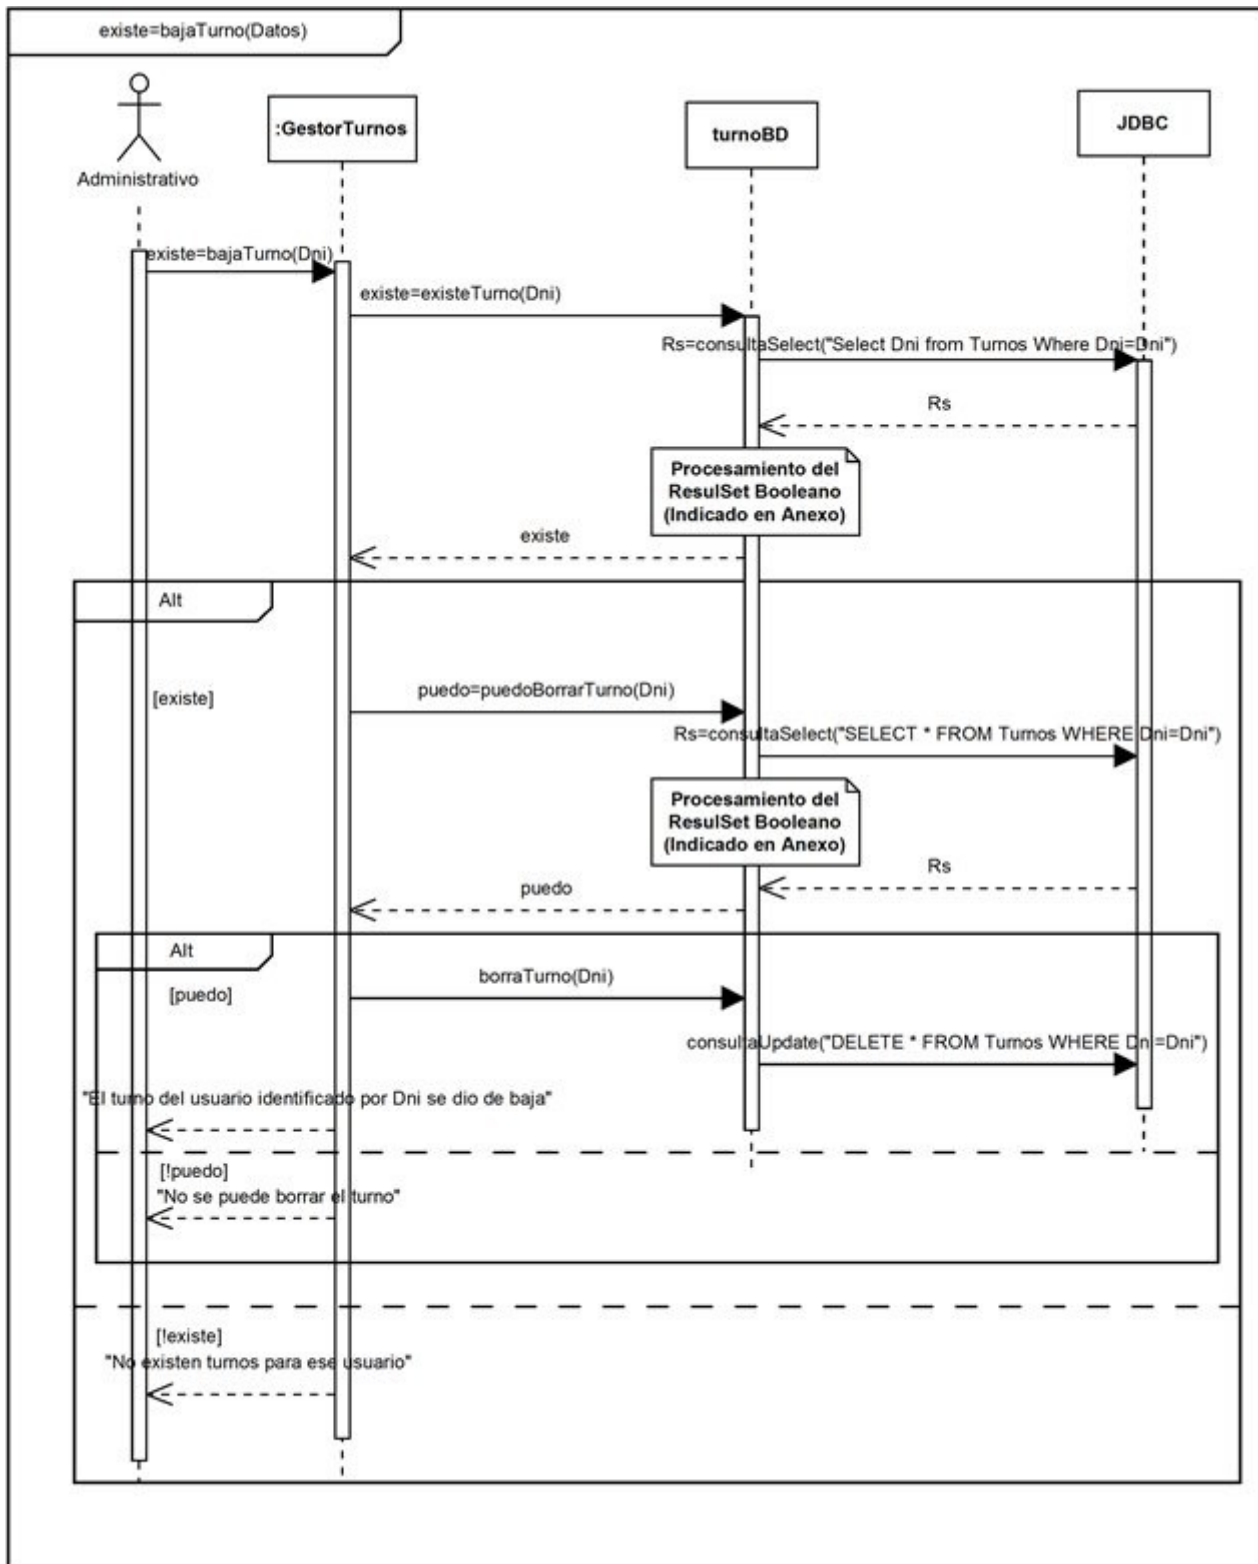 existe=bajaTurno(Datos)
Administrativo
:GestorTurnos
turnoBD
JDBC
existe=bajaTurno(Dni)
existe=existeTurno(Dni)
Rs=consultaSelect("Select Dni from Turnos Where Dni=Dni")
Rs
Procesamiento del
ResulSet Booleano
(Indicado en Anexo)
existe
Alt
[existe]
puedo=puedoBorrarTurno(Dni)
Rs=consultaSelect("SELECT * FROM Turnos WHERE Dni=Dni")
Procesamiento del
ResulSet Booleano
(Indicado en Anexo)
Rs
puedo
Alt
[puedo]
borraTurno(Dni)
consultaUpdate("DELETE * FROM Turnos WHERE Dni=Dni")
"El turno del usuario identificado por Dni se dio de baja"
[!puedo]
"No se puede borrar el turno"
[!existe]
"No existen turnos para ese usuario"